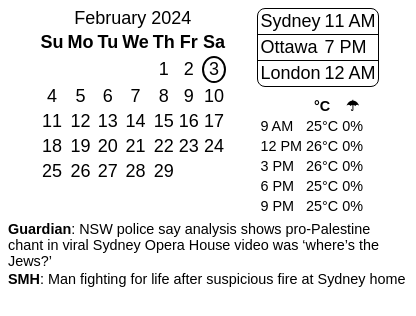 February 2024
Su Mo Tu We Th Fr Sa
1 2 3
4 5 6 7 8 9 10
11 12 13 14 15 16 17
18 19 20 21 22 23 24
25 26 27 28 29
Sydney 11 AM
Ottawa 7 PM
London 12 AM
°C ☂
9 AM 25°C 0%
12 PM 26°C 0%
3 PM 26°C 0%
6 PM 25°C 0%
9 PM 25°C 0%
Guardian: NSW police say analysis shows pro-Palestine
chant in viral Sydney Opera House video was ‘where’s the
Jews?’
SMH: Man fighting for life after suspicious fire at Sydney home